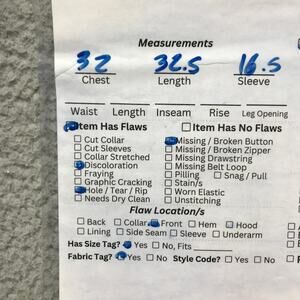 Measurements
32 32.5 16.5
Chest Length Sleeve
Waist Length Inseam Rise Leg Opening
Item Has Flaws Item Has No Flaws
Cut Collar Missing / Broken Button
Cut Sleeves Missing / Broken Zipper
Collar Stretched Missing Drawstring
Discoloration Missing Belt Loop
Fraying Pilling Snag / Pull
Graphic Cracking Stain/s
Hole / Tear / Rip Worn Elastic
Needs Dry Clean Unstitching
Flaw Location/s
Back Collar Front Hem Hood
Lining Side Seam Sleeve Underarm
Has Size Tag? Yes No, Fits
Fabric Tag? Yes No Style Code? Yes No